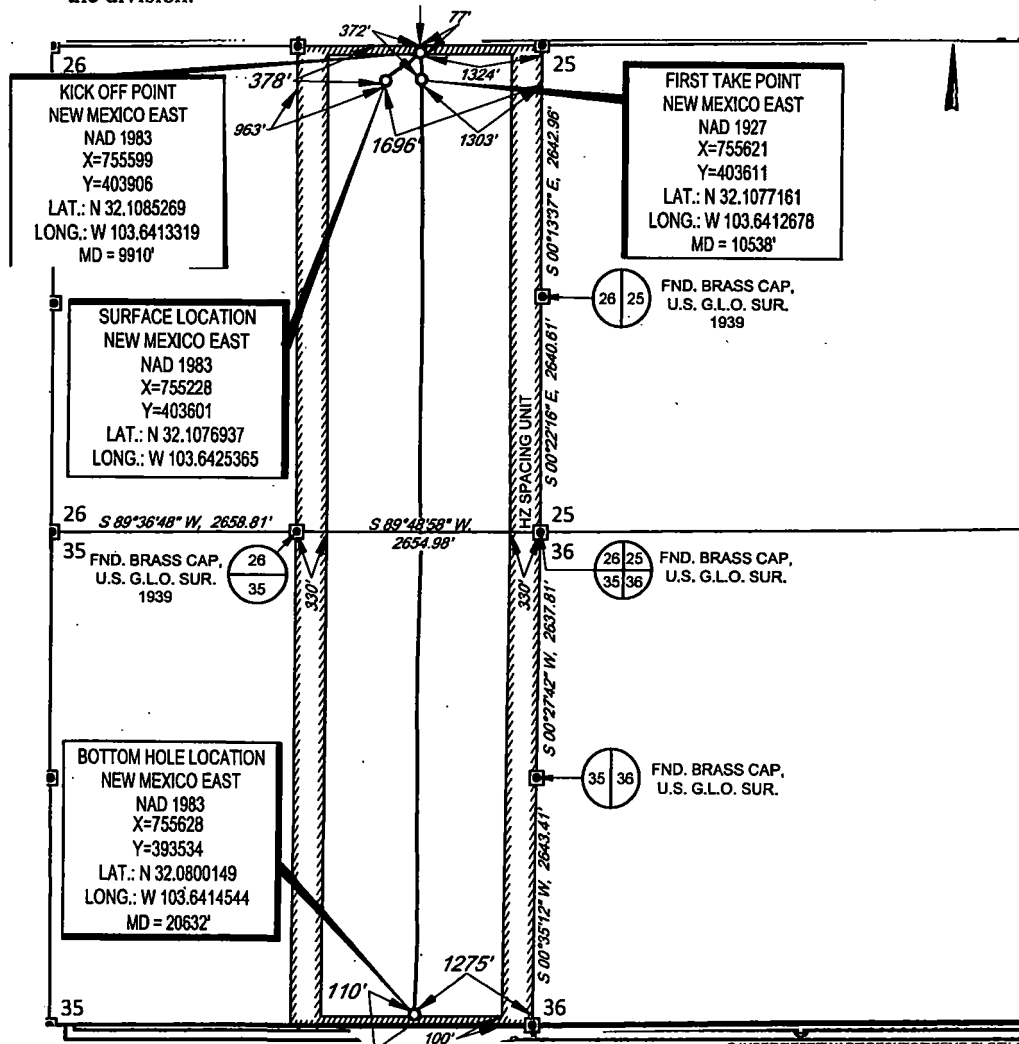 the division.
372'
77'
26
25
378'
1324'
963'
1696'
1303'
KICK OFF POINT
NEW MEXICO EAST
NAD 1983
X=755599
Y=403906
LAT.: N 32.1085269
LONG.: W 103.6413319
MD = 9910'
FIRST TAKE POINT
NEW MEXICO EAST
NAD 1927
X=755621
Y=403611
LAT.: N 32.1077161
LONG.: W 103.6412678
MD = 10538'
S 00°13'37" E, 2642.96'
26 25
FND. BRASS CAP,
U.S. G.L.O. SUR.
1939
SURFACE LOCATION
NEW MEXICO EAST
NAD 1983
X=755228
Y=403601
LAT.: N 32.1076937
LONG.: W 103.6425365
S 00°22'16" E, 2640.61'
HZ SPACING UNIT
26
S 89°36'48" W, 2658.81'
S 89°48'58" W.
2654.98'
25
35
36
FND. BRASS CAP,
U.S. G.L.O. SUR.
1939
26
35
330'
330'
26 25
35 36
FND. BRASS CAP,
U.S. G.L.O. SUR.
S 00°27'42" W, 2637.81'
BOTTOM HOLE LOCATION
NEW MEXICO EAST
NAD 1983
X=755628
Y=393534
LAT.: N 32.0800149
LONG.: W 103.6414544
MD = 20632'
35 36
FND. BRASS CAP,
U.S. G.L.O. SUR.
S 00°35'12" W, 2643.41'
1275'
110'
35
36
100'